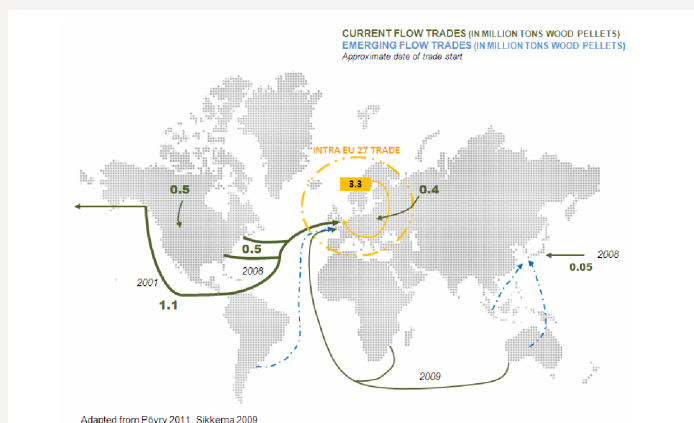 CURRENT FLOW TRADES (IN MILLION TONS WOOD PELLETS)
EMERGING FLOW TRADES (IN MILLION TONS WOOD PELLETS)
Approximate date of trade start
INTRA EU 27 TRADE
3.3
0.5
0.4
0.5
2008
0.05
2001
2008
1.1
2009
Adapted from Pöyry 2011, Sikkema 2009